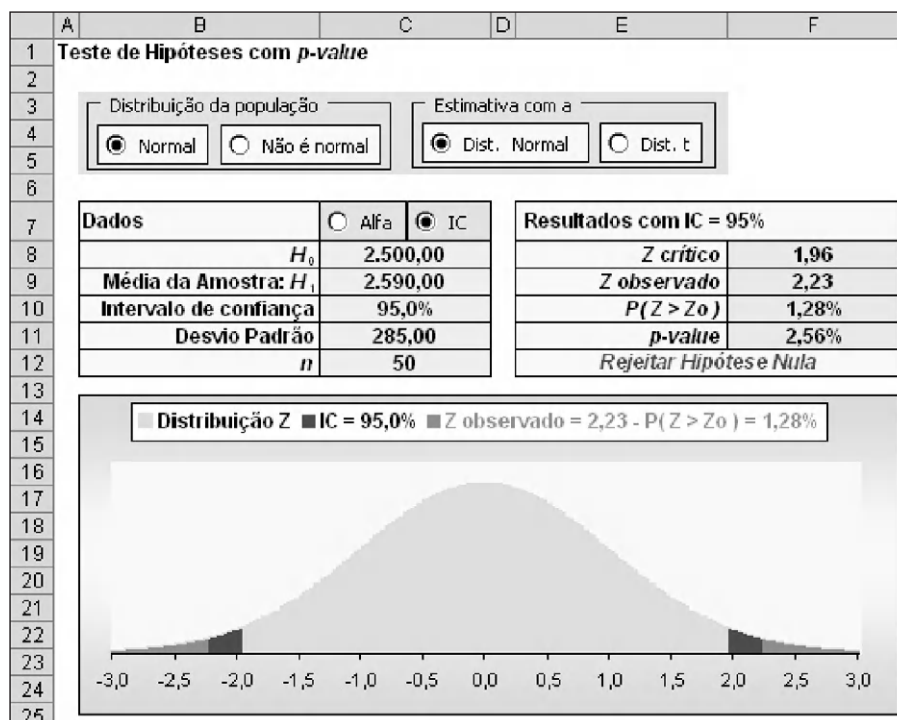 A B C D E F
1 Teste de Hipóteses com p-value
2
3 Distribuição da população Estimativa com a
4 Normal Não é normal Dist. Normal Dist. t
5
6
7 Dados Alfa IC Resultados com IC = 95%
8 H0 2.500,00 Z crítico 1,96
9 Média da Amostra: H1 2.590,00 Z observado 2,23
10 Intervalo de confiança 95,0% P( Z > Zo ) 1,28%
11 Desvio Padrão 285,00 p-value 2,56%
12 n 50 Rejeitar Hipótese Nula
13
14 Distribuição Z IC = 95,0% Z observado = 2,23 - P( Z > Zo ) = 1,28%
15
16
17
18
19
20
21
22
23
24 -3,0 -2,5 -2,0 -1,5 -1,0 -0,5 0,0 0,5 1,0 1,5 2,0 2,5 3,0
25